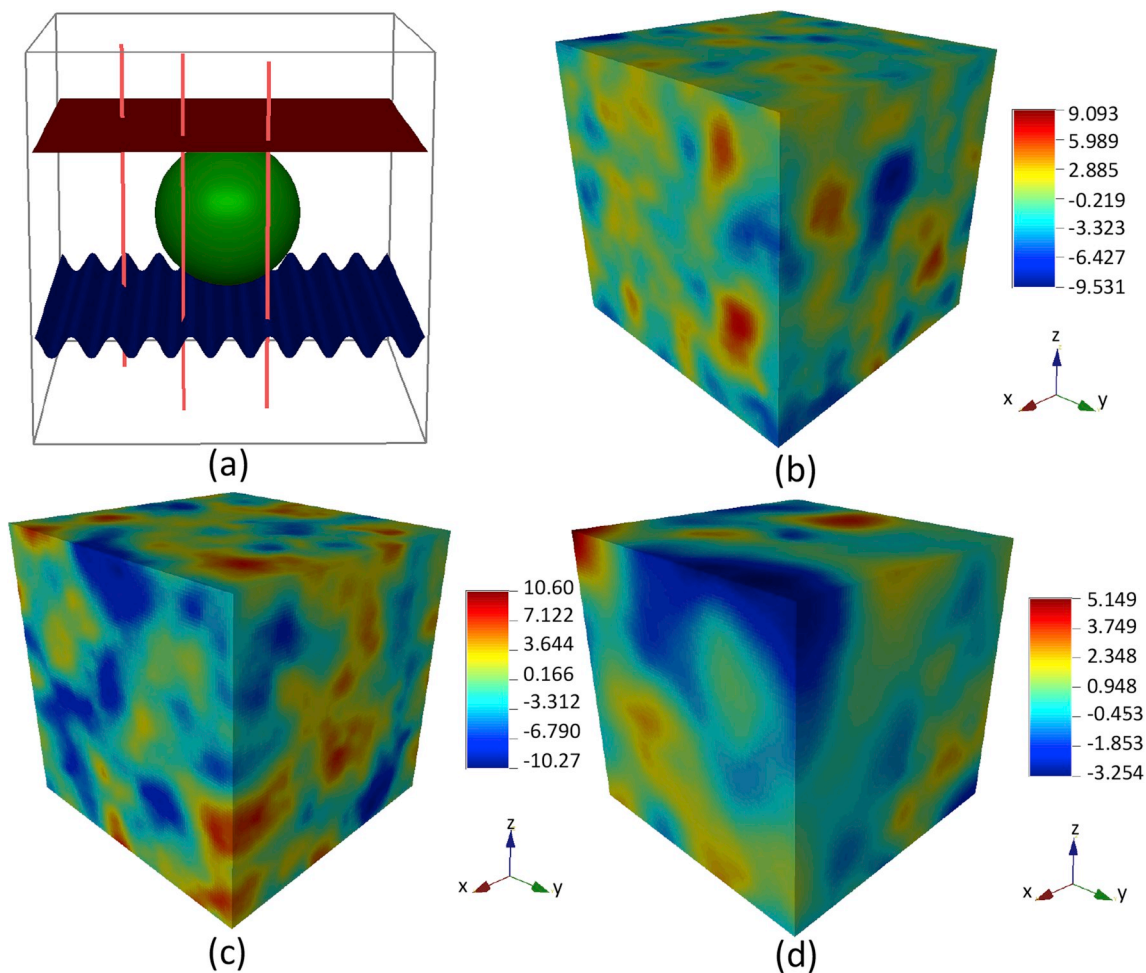 (a)
9.093
5.989
2.885
-0.219
-3.323
-6.427
-9.531
z
x
y
(b)
10.60
7.122
3.644
0.166
-3.312
-6.790
-10.27
z
x
y
(c)
5.149
3.749
2.348
0.948
-0.453
-1.853
-3.254
z
x
y
(d)